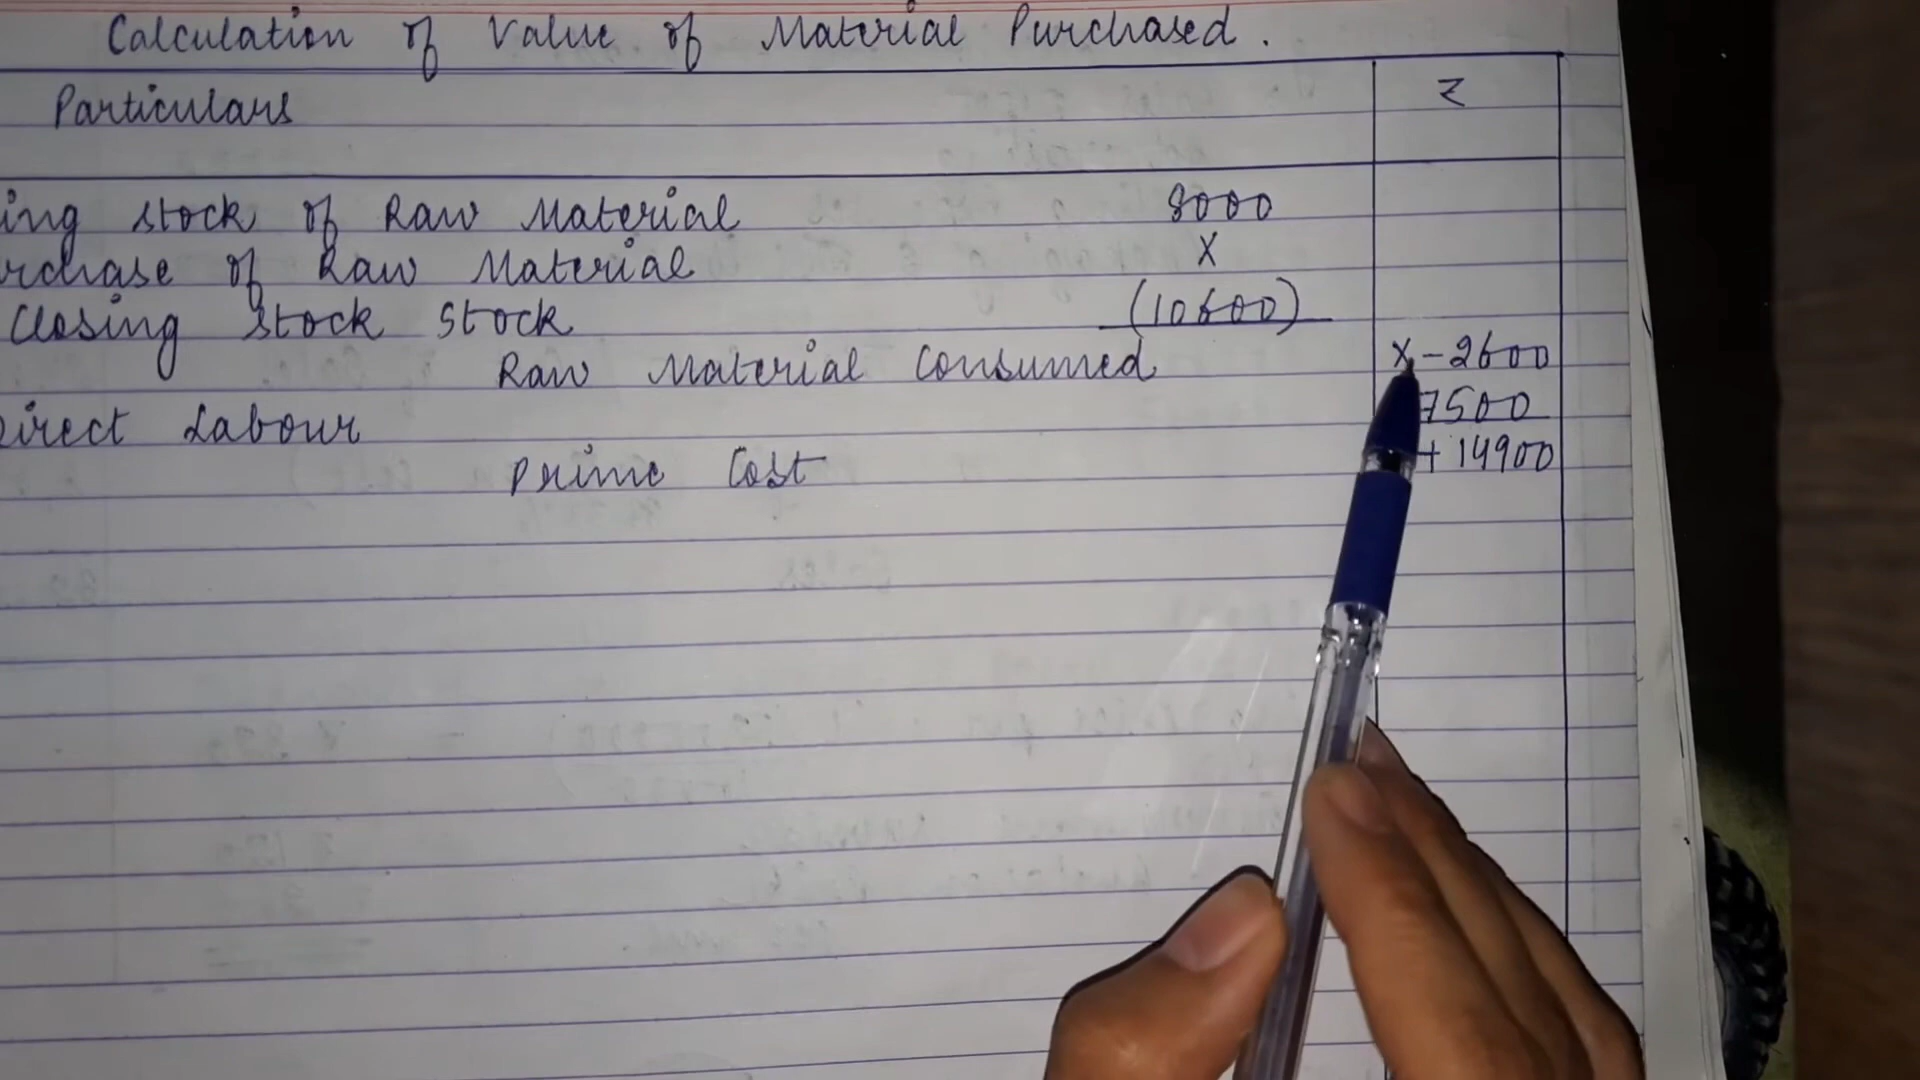 Calculation of Value of Material Purchased.
Particulars ₹
ing stock of Raw Material 8000
rchase of Raw Material X
Closing Stock Stock (10600)
Raw Material Consumed X-2600
Direct Labour 7500
Prime Cost + 14900